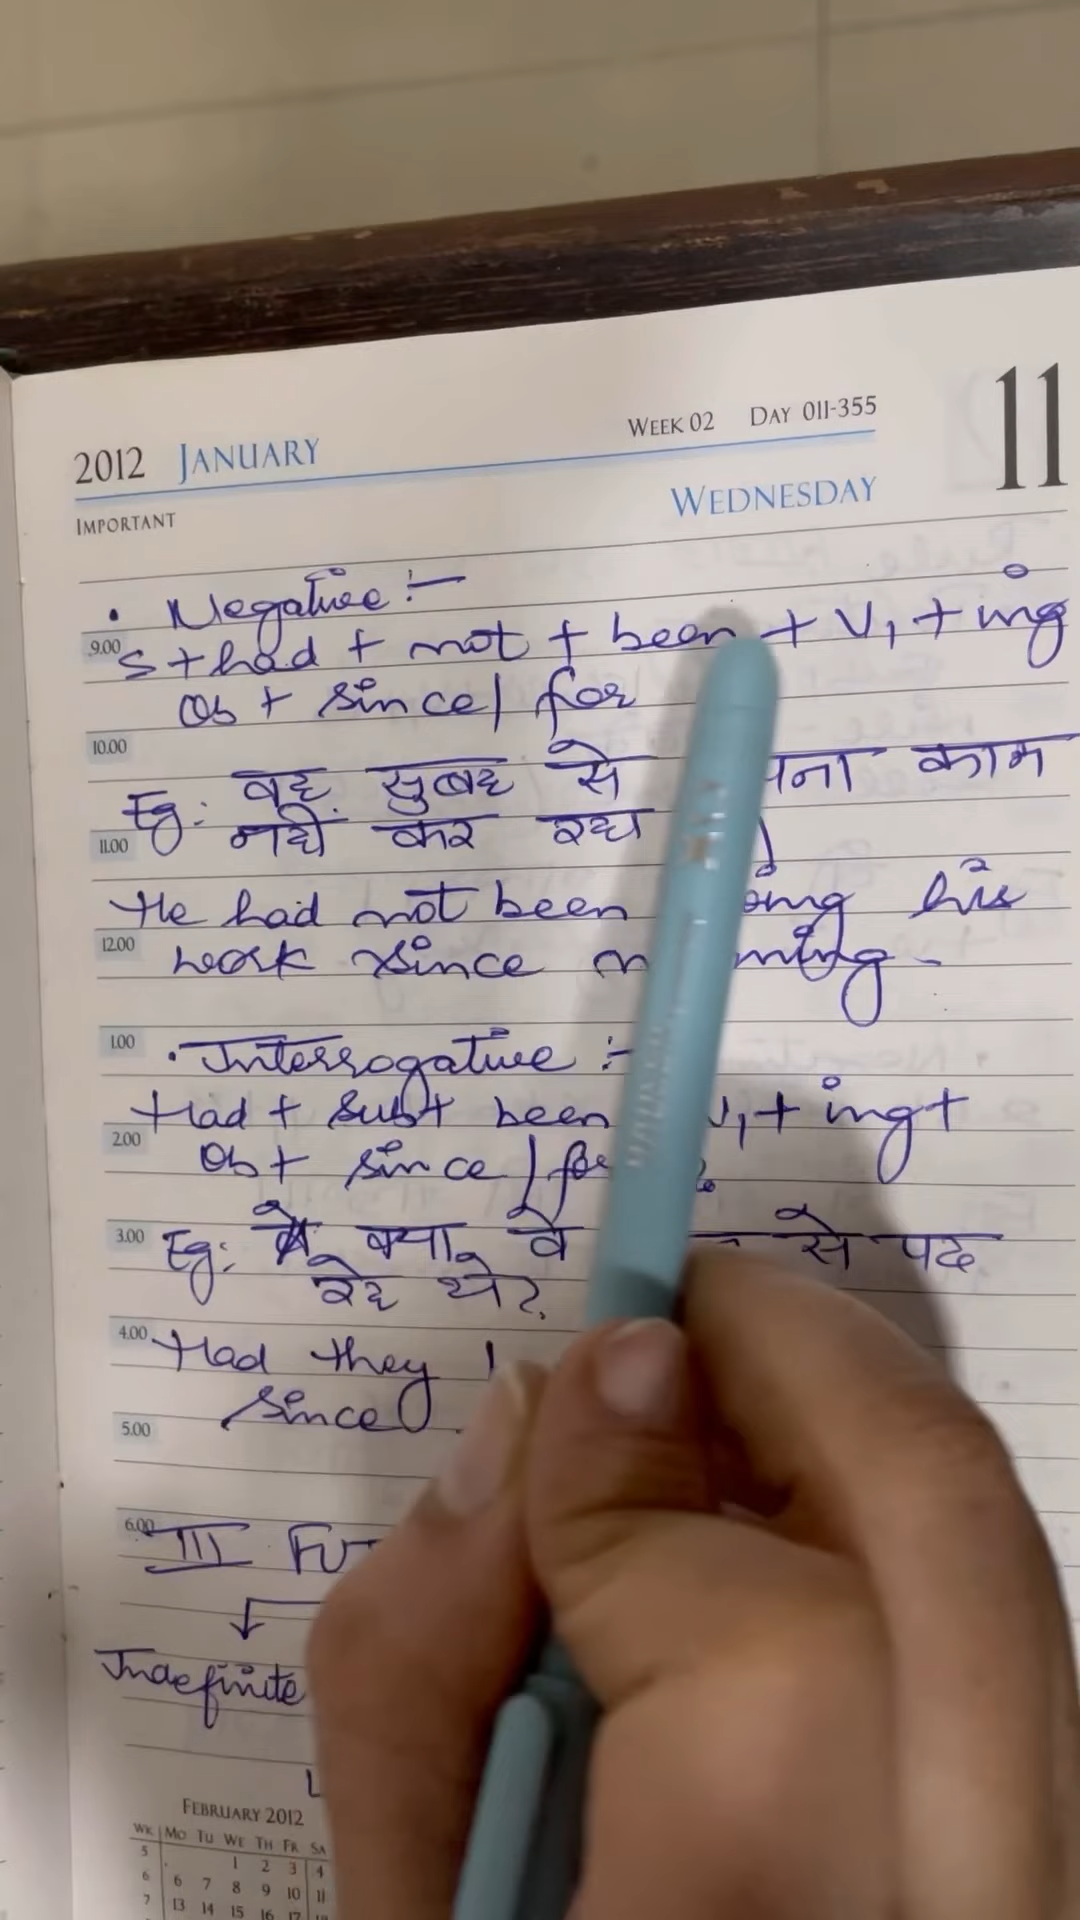 2012 JANUARY
WEEK 02 DAY 011-355
11
WEDNESDAY
IMPORTANT
• Negative :-
9.00
S + had + not + been + V1 + ing
Ob + since / for
10.00
Eg: वह सुबह से काम
11.00
नही कर रहा
He had not been his
12.00
work since
1.00
• Interrogative :-
Had + Sub + been V1 + ing +
2.00
Ob + since / for
3.00
Eg: क्या वे से पढ़
रहे थे?
4.00
Had they
since
5.00
6.00
III
Indefinite
FEBRUARY 2012
WK MO TU WE TH FR SA
5 1 2 3 4
6 6 7 8 9 10 11
7 13 14 15 16 17